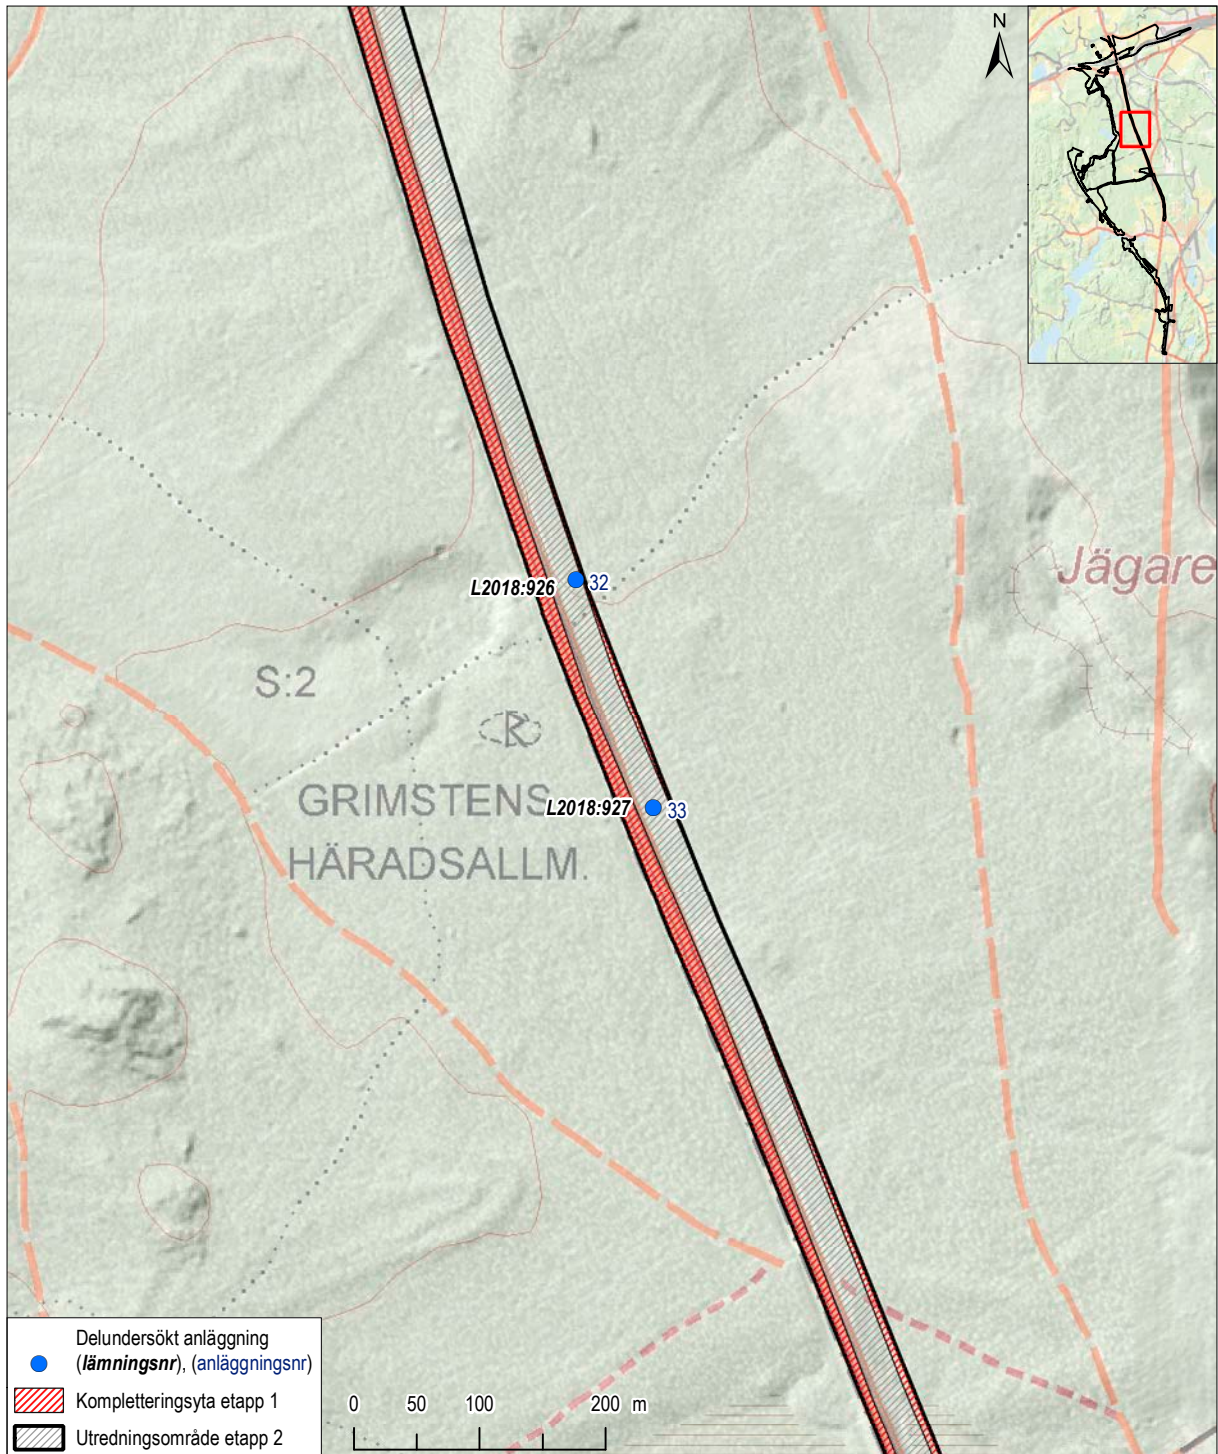 N
Jägare
L2018:926
32
S:2
R
GRIMSTENS
L2018:927
33
HÄRADSALLM.
Delundersökt anläggning
(lämningsnr), (anläggningsnr)
Kompletteringsyta etapp 1
Utredningsområde etapp 2
0 50 100 200 m